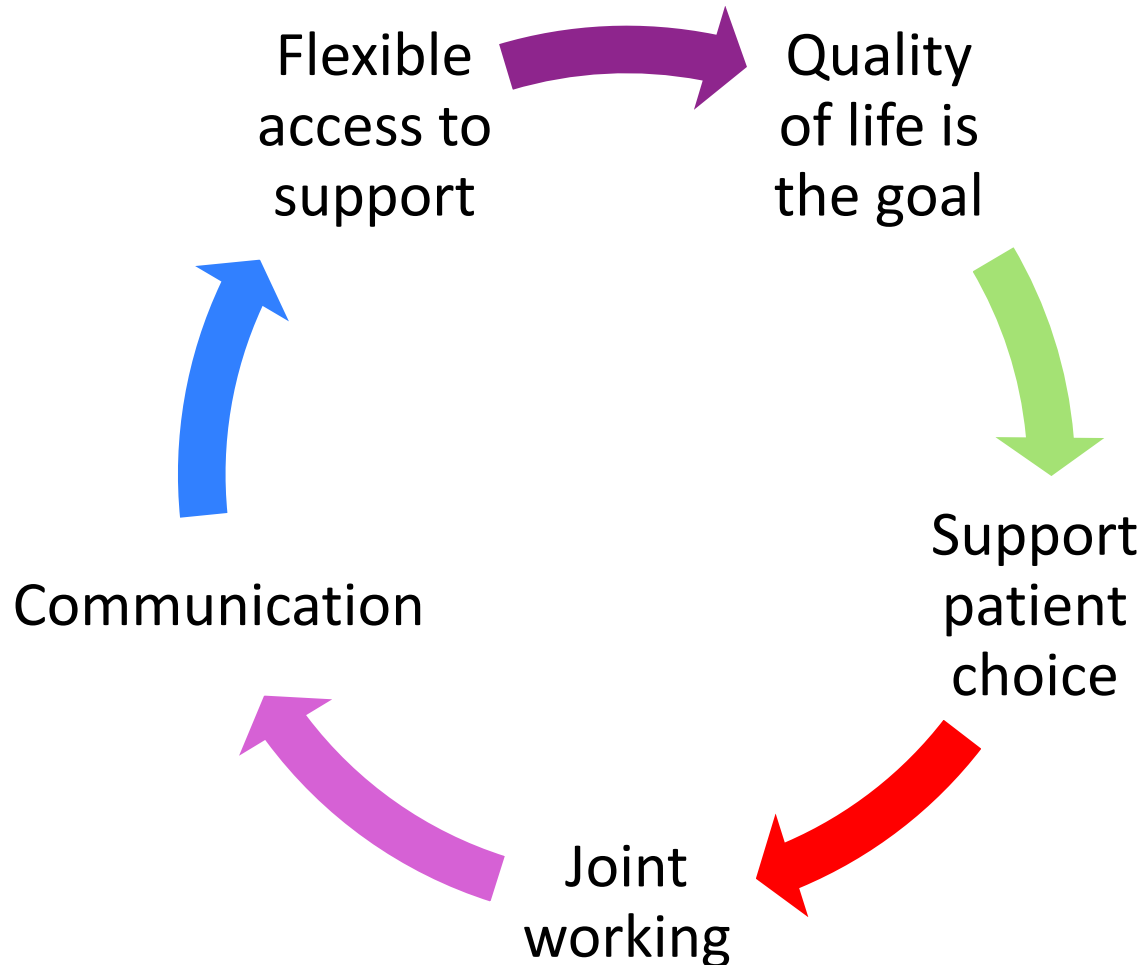 Flexible
access to
support
Quality
of life is
the goal
Support
patient
choice
Joint
working
Communication